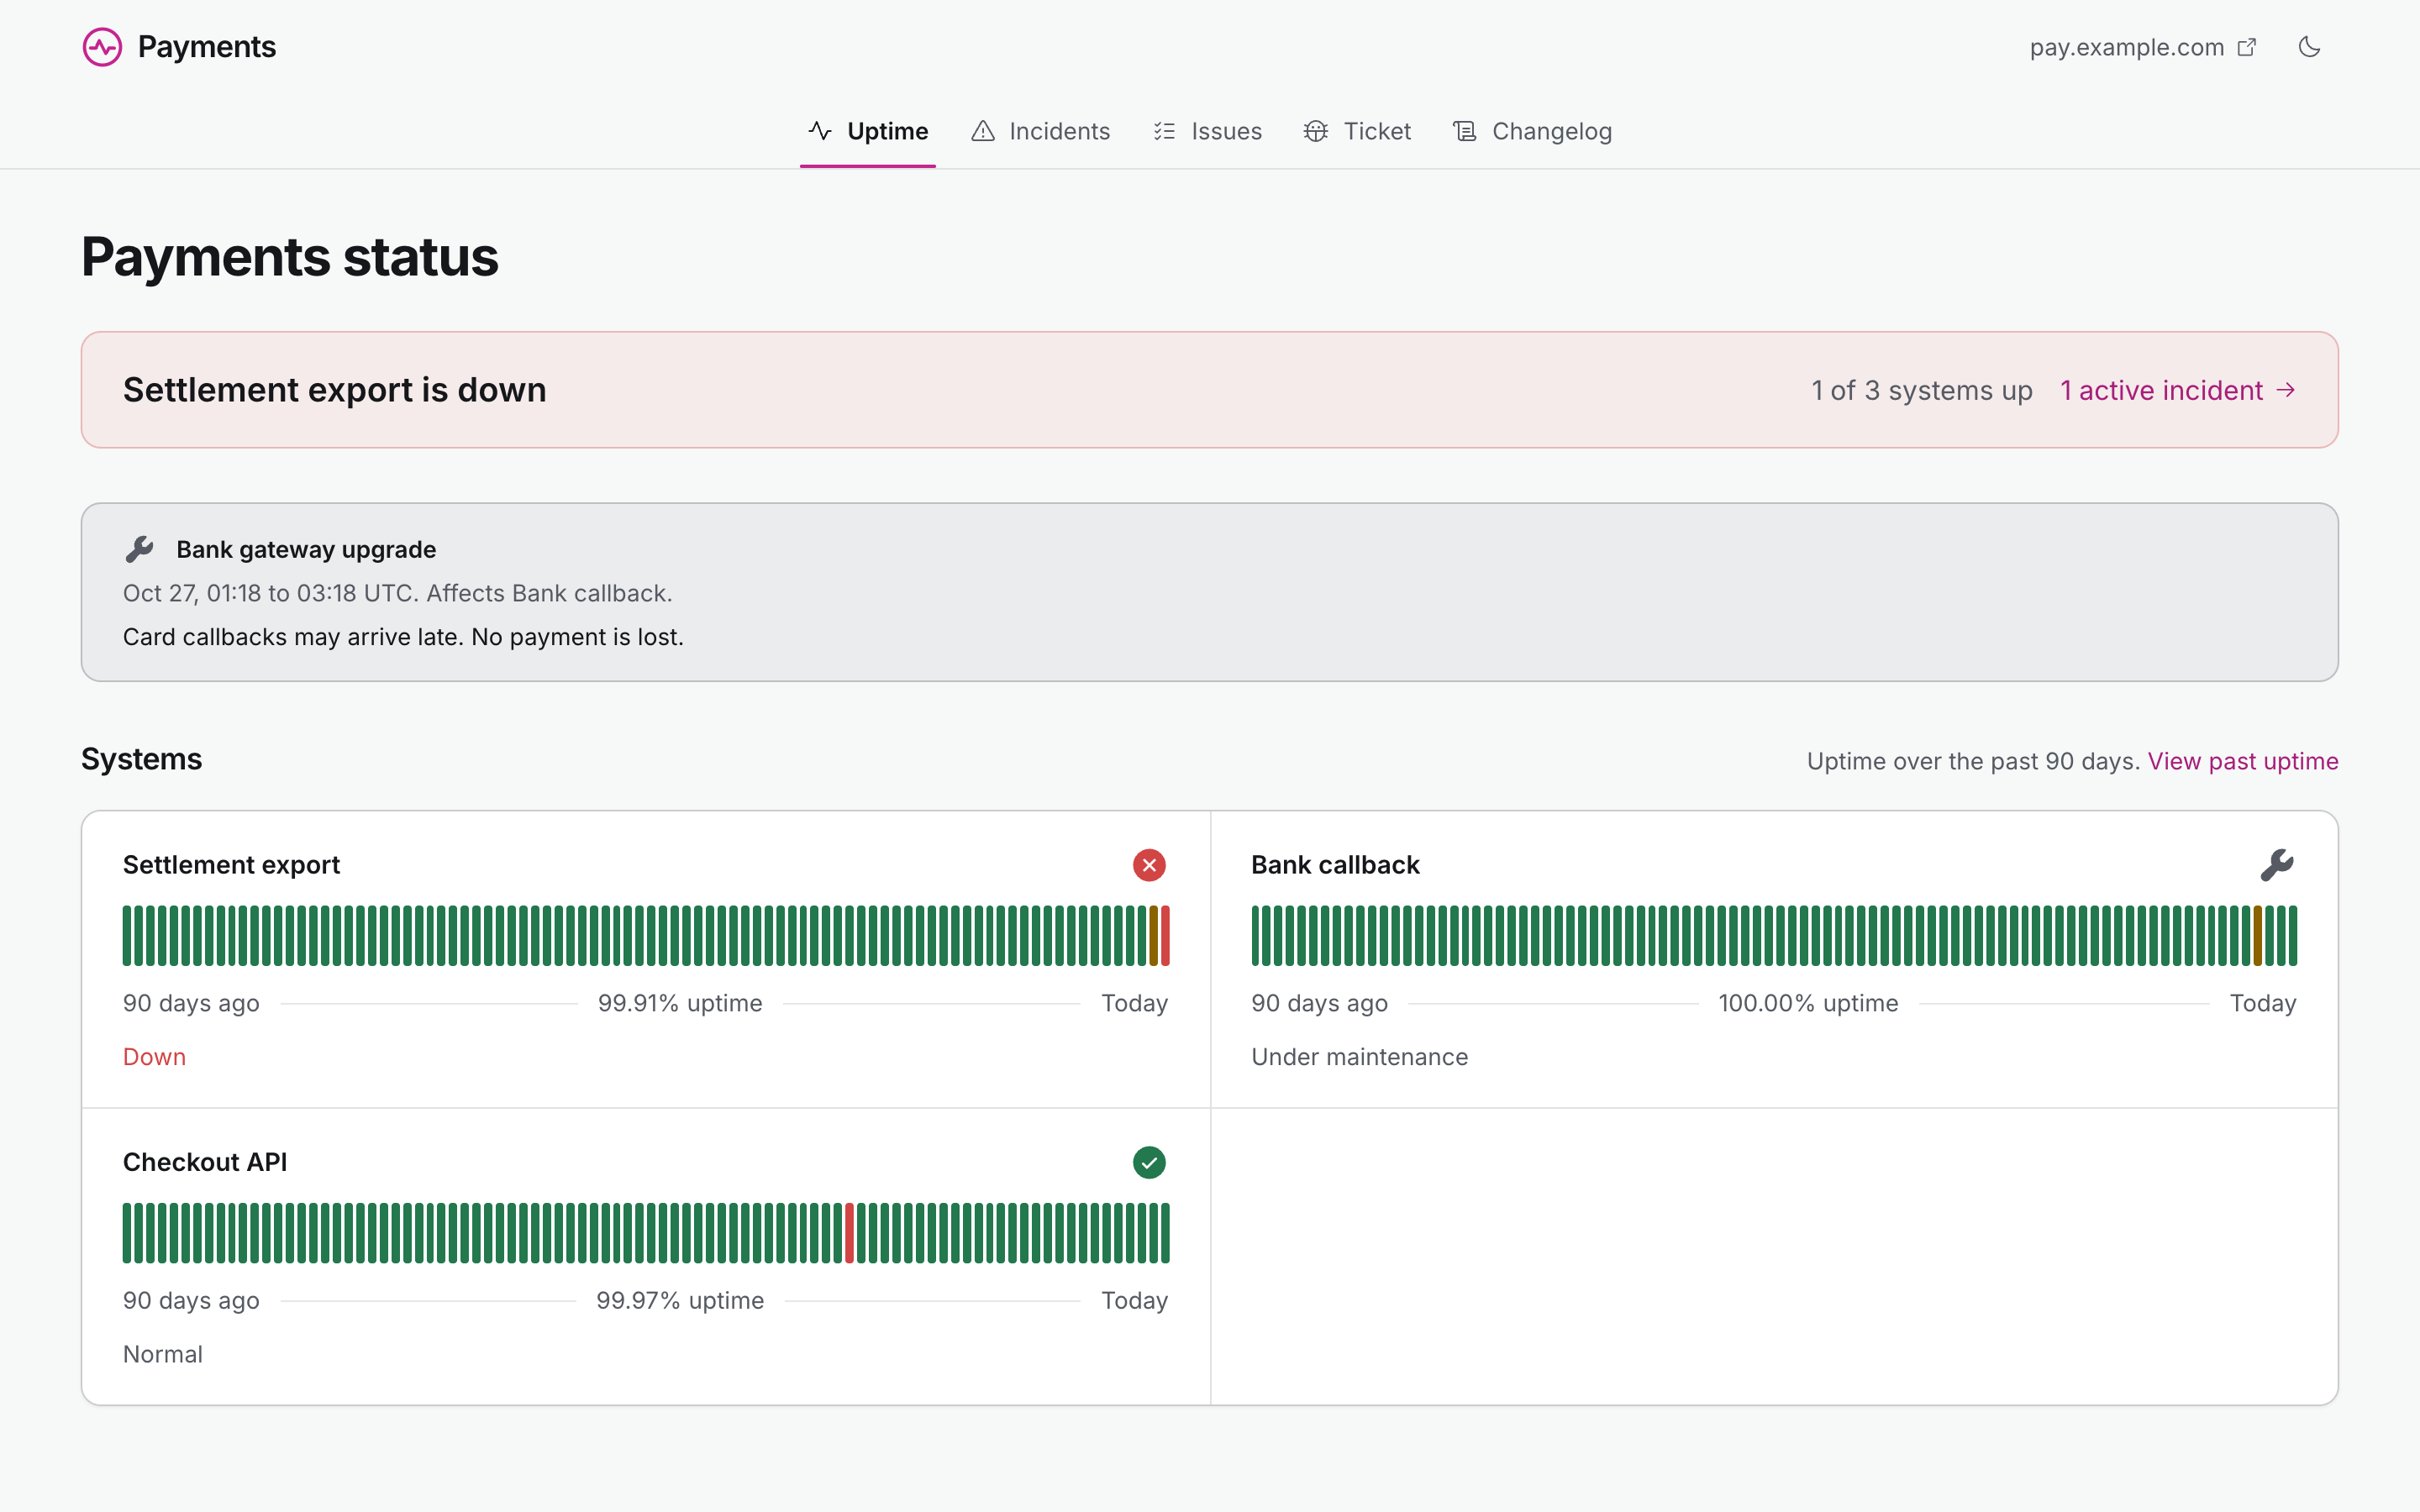 Payments
pay.example.com
Uptime
Incidents
Issues
Ticket
Changelog
Payments status
Settlement export is down
1 of 3 systems up
1 active incident →
Bank gateway upgrade
Oct 27, 01:18 to 03:18 UTC. Affects Bank callback.
Card callbacks may arrive late. No payment is lost.
Systems
Uptime over the past 90 days. View past uptime
Settlement export
90 days ago
99.91% uptime
Today
Down
Bank callback
90 days ago
100.00% uptime
Today
Under maintenance
Checkout API
90 days ago
99.97% uptime
Today
Normal